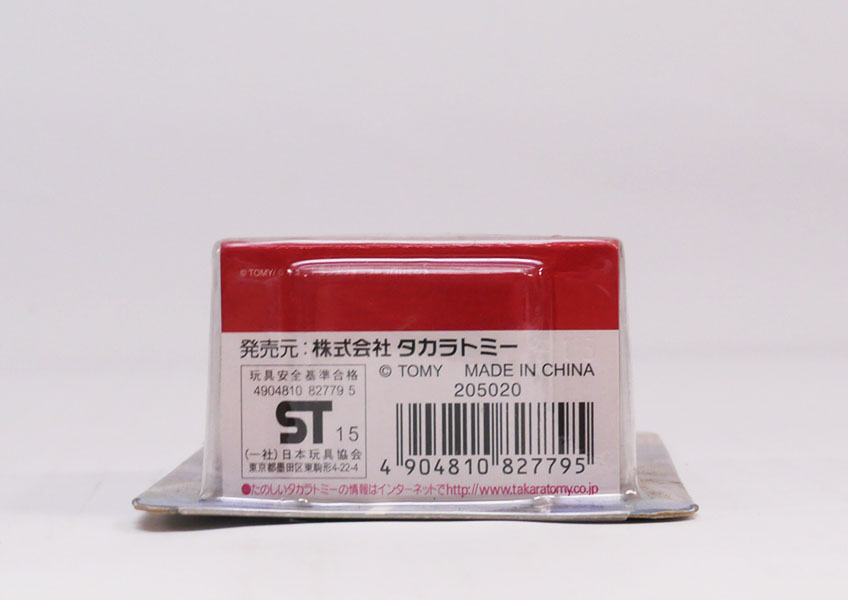 © TOMY/
発売元：株式会社 タカラトミー
© TOMY MADE IN CHINA
205020
玩具安全基準合格
4904810 82779 5
ST 15
(一社)日本玩具協会
東京都墨田区東駒形4-22-4
4 904810 827795
●たのしいタカラトミーの情報はインターネットでhttp://www.takaratomy.co.jp